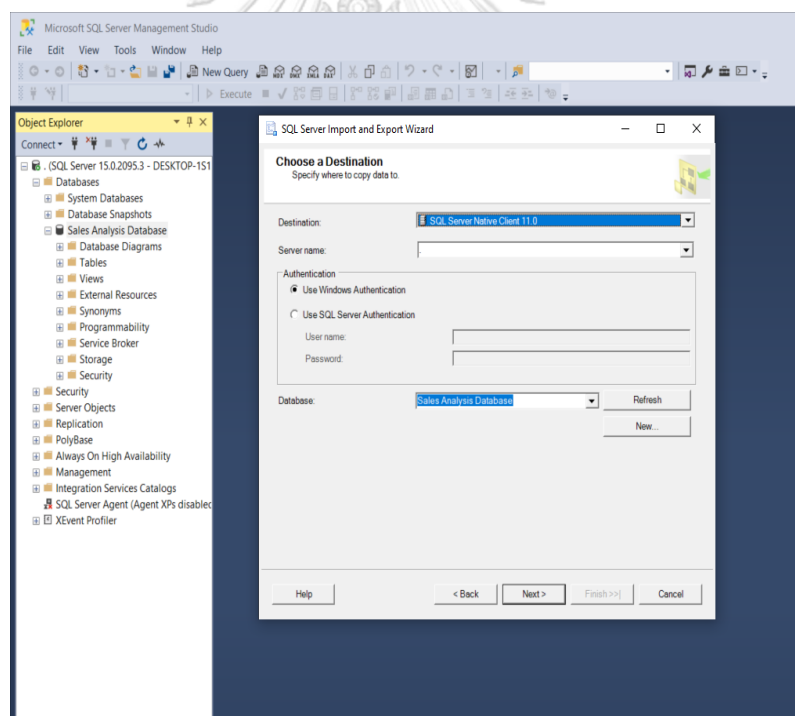 Microsoft SQL Server Management Studio
File Edit View Tools Window Help
New Query
Execute
Object Explorer
Connect
. (SQL Server 15.0.2095.3 - DESKTOP-1S1
Databases
System Databases
Database Snapshots
Sales Analysis Database
Database Diagrams
Tables
Views
External Resources
Synonyms
Programmability
Service Broker
Storage
Security
Security
Server Objects
Replication
PolyBase
Always On High Availability
Management
Integration Services Catalogs
SQL Server Agent (Agent XPs disabled
XEvent Profiler
SQL Server Import and Export Wizard
Choose a Destination
Specify where to copy data to.
Destination: SQL Server Native Client 11.0
Server name: .
Authentication
Use Windows Authentication
Use SQL Server Authentication
User name:
Password:
Database: Sales Analysis Database Refresh
New...
Help < Back Next > Finish >>| Cancel